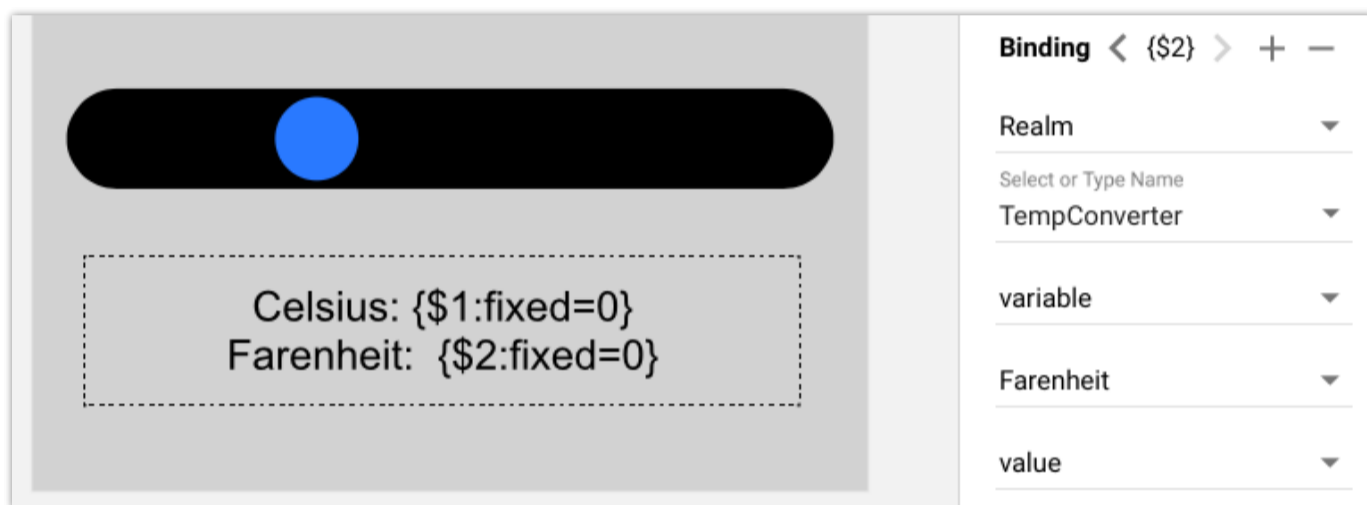 Binding < {$2} > + −
Realm
Select or Type Name
TempConverter
Celsius: {$1:fixed=0}
Farenheit:  {$2:fixed=0}
variable
Farenheit
value